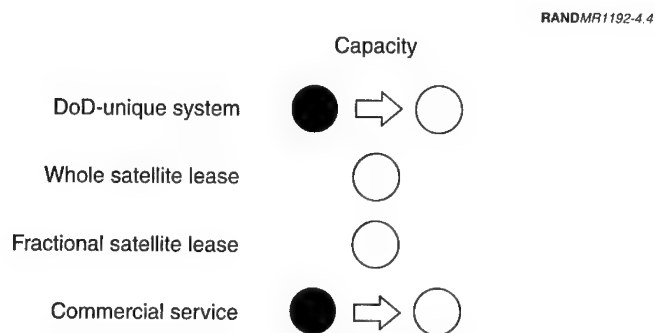 RANDMR1192-4.4
Capacity
DoD-unique system
Whole satellite lease
Fractional satellite lease
Commercial service